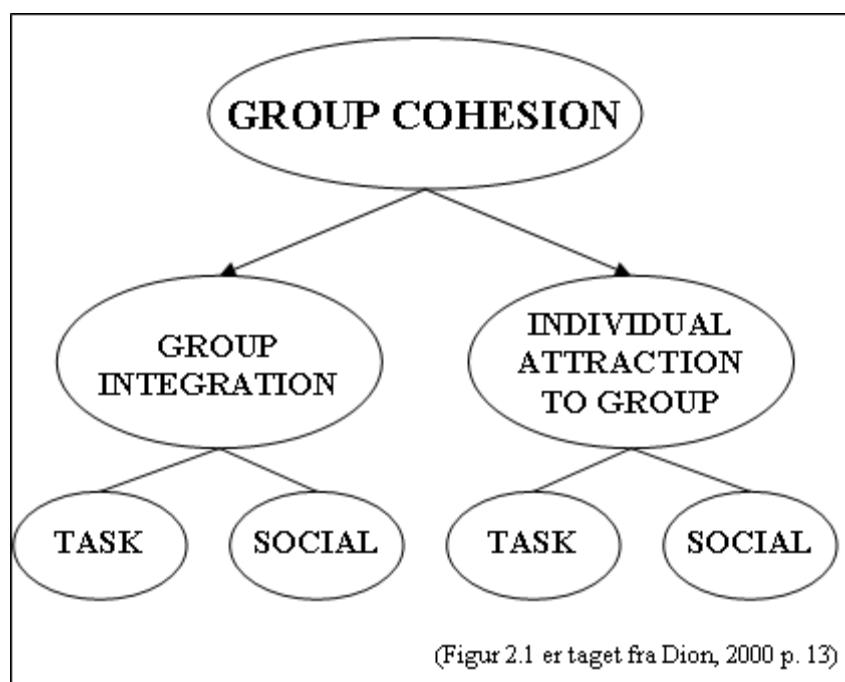 GROUP COHESION
GROUP
INTEGRATION
INDIVIDUAL
ATTRACTION
TO GROUP
TASK
SOCIAL
TASK
SOCIAL
(Figur 2.1 er taget fra Dion, 2000 p. 13)